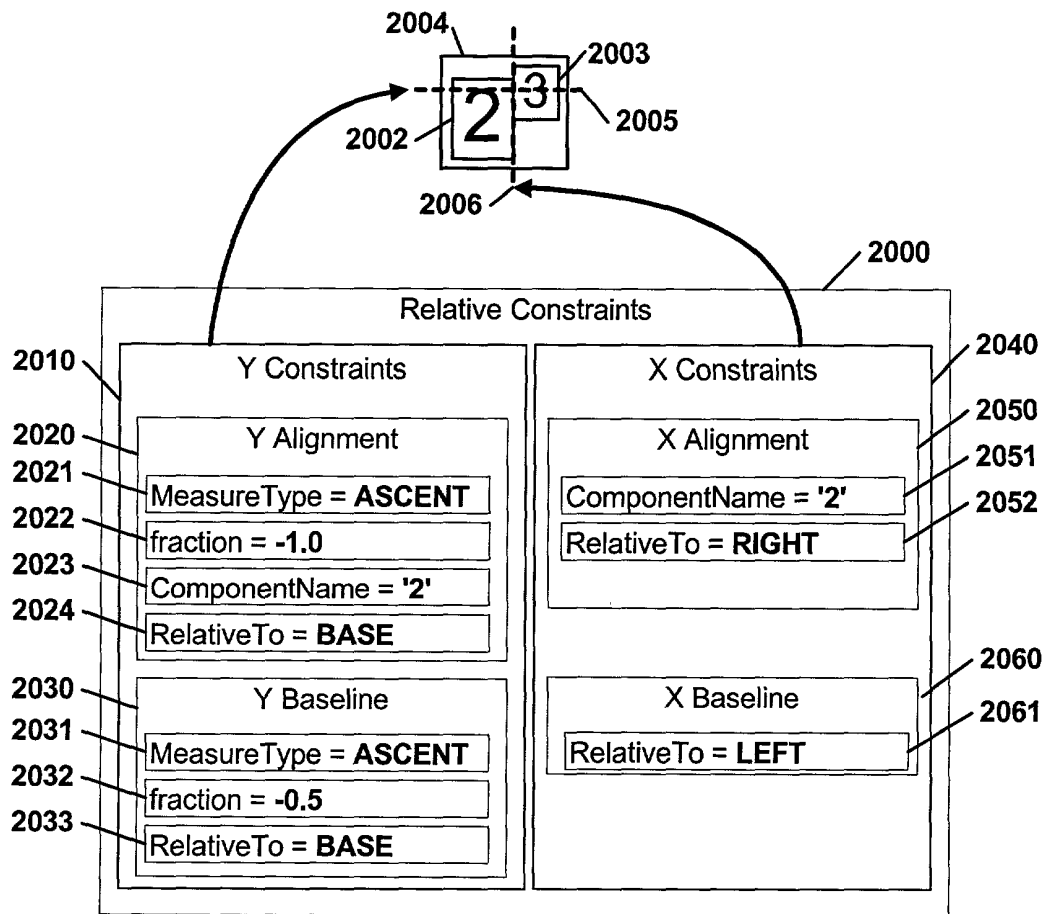 2004
2003
2 3
2002
2005
2006
2000
Relative Constraints
2010
Y Constraints
2020
Y Alignment
2021
MeasureType = ASCENT
2022
fraction = -1.0
2023
ComponentName = '2'
2024
RelativeTo = BASE
2030
Y Baseline
2031
MeasureType = ASCENT
2032
fraction = -0.5
2033
RelativeTo = BASE
X Constraints
2040
X Alignment
2050
ComponentName = '2'
2051
RelativeTo = RIGHT
2052
X Baseline
2060
RelativeTo = LEFT
2061